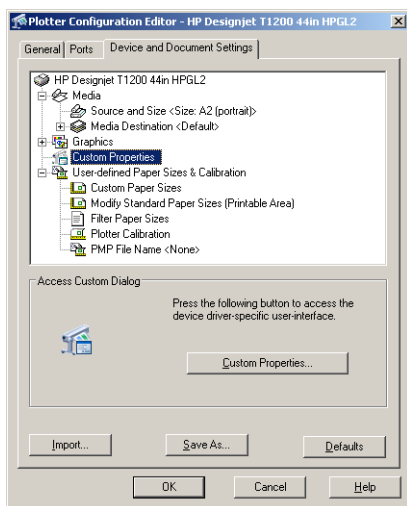 Plotter Configuration Editor - HP Designjet T1200 44in HPGL2
General Ports Device and Document Settings
HP Designjet T1200 44in HPGL2
Media
Source and Size <Size: A2 (portrait)>
Media Destination <Default>
Graphics
Custom Properties
User-defined Paper Sizes & Calibration
Custom Paper Sizes
Modify Standard Paper Sizes (Printable Area)
Filter Paper Sizes
Plotter Calibration
PMP File Name <None>
Access Custom Dialog
Press the following button to access the
device driver-specific user-interface.
Custom Properties...
Import... Save As... Defaults
OK Cancel Help